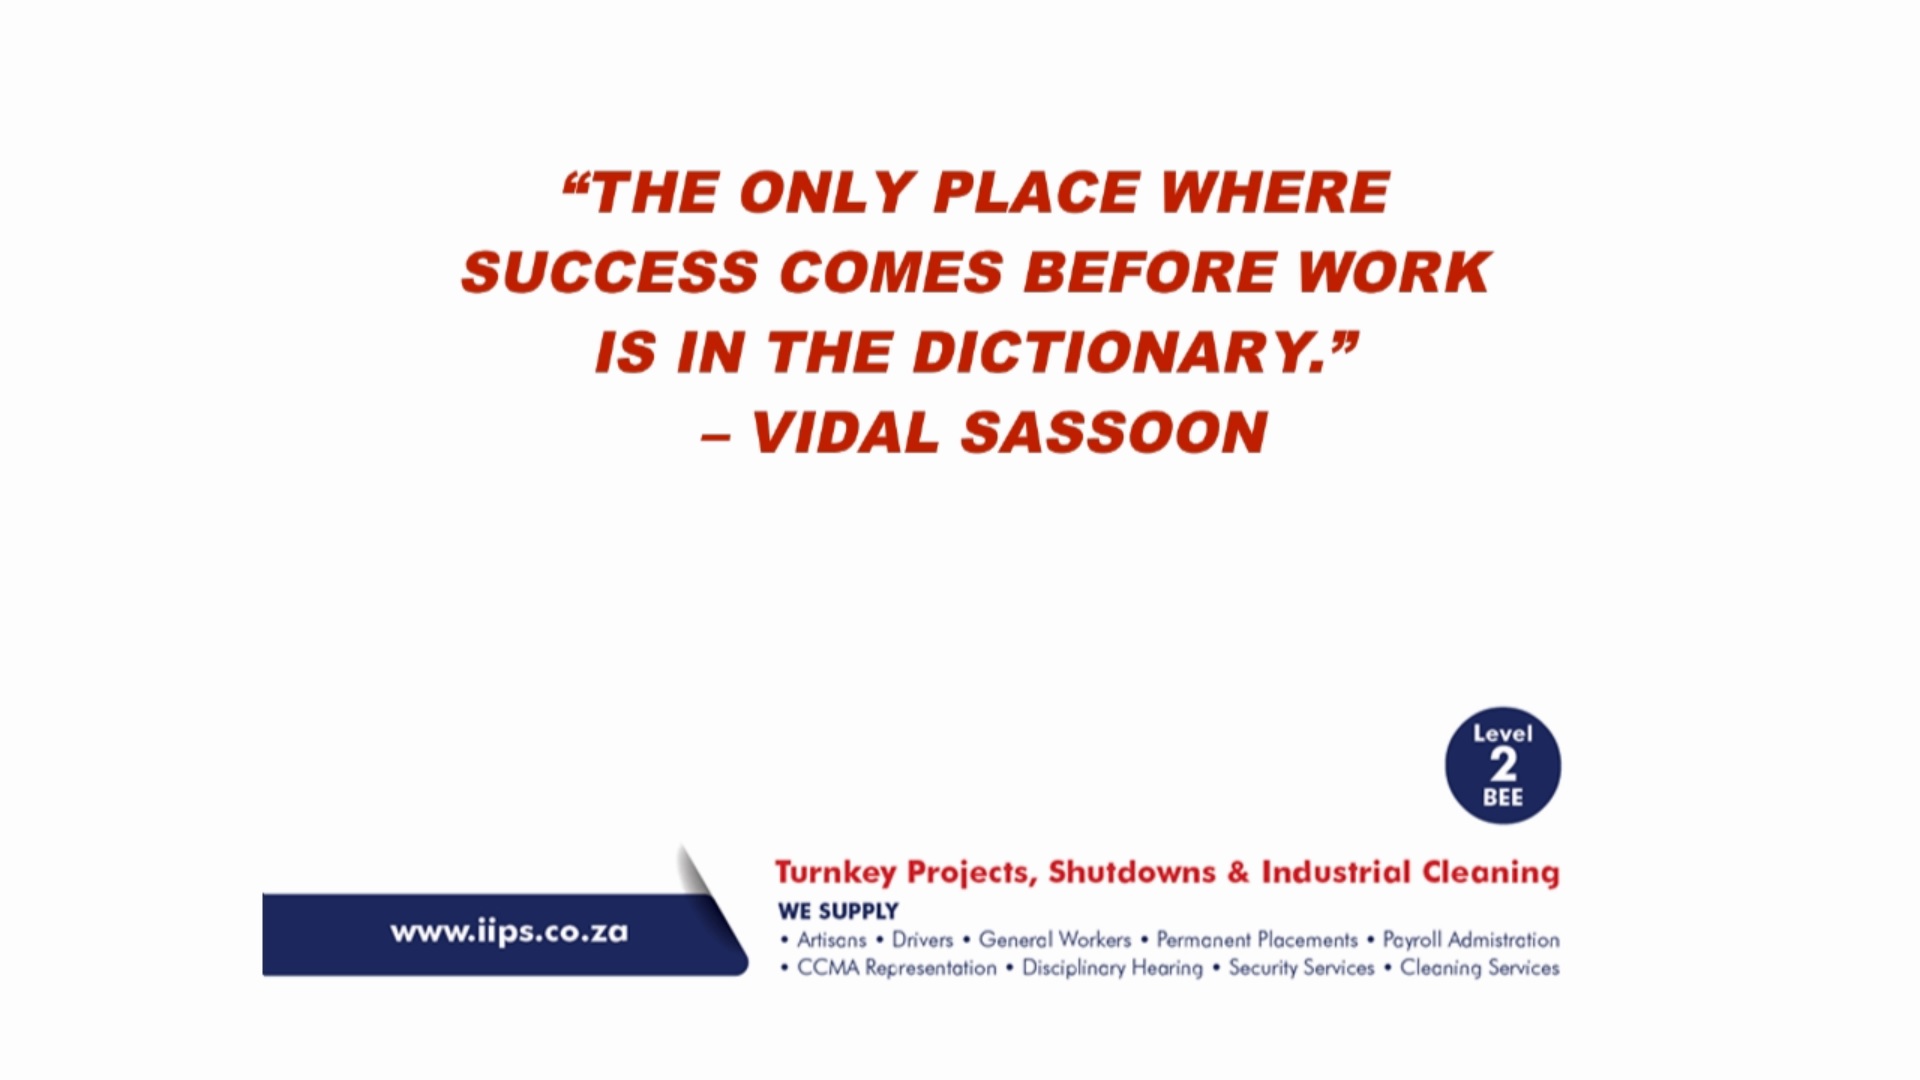 “THE ONLY PLACE WHERE
SUCCESS COMES BEFORE WORK
IS IN THE DICTIONARY.”
– VIDAL SASSOON
Level
2
BEE
www.iips.co.za
Turnkey Projects, Shutdowns & Industrial Cleaning
WE SUPPLY
• Artisans • Drivers • General Workers • Permanent Placements • Payroll Admistration
• CCMA Representation • Disciplinary Hearing • Security Services • Cleaning Services